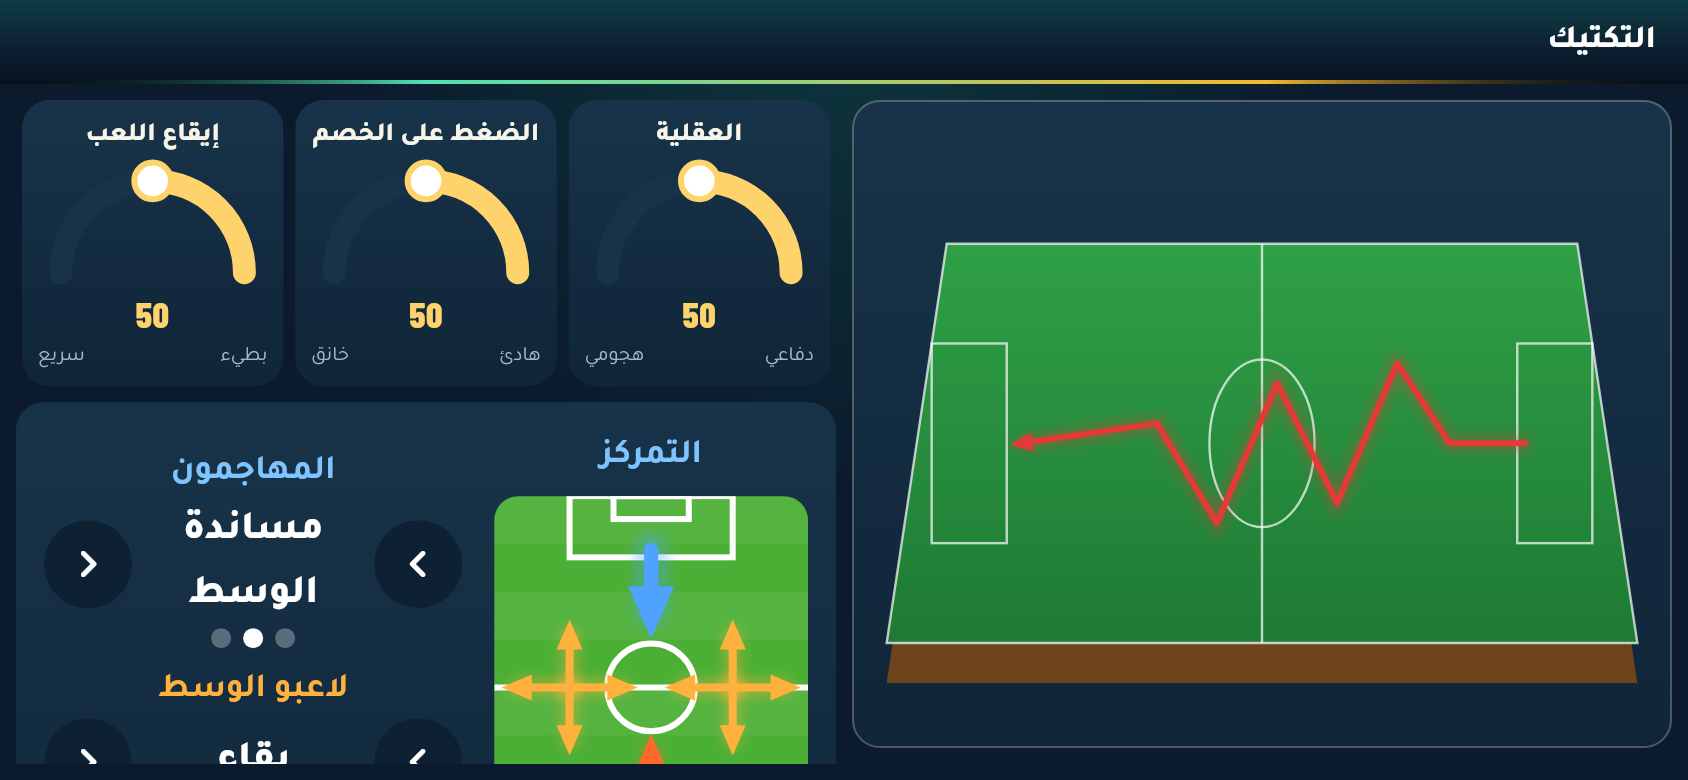 التكتيك
العقلية
50
دفاعي
هجومي
الضغط على الخصم
50
هادئ
خانق
إيقاع اللعب
50
بطيء
سريع
التمركز
المهاجمون
مساندة
الوسط
لاعبو الوسط
بقاء